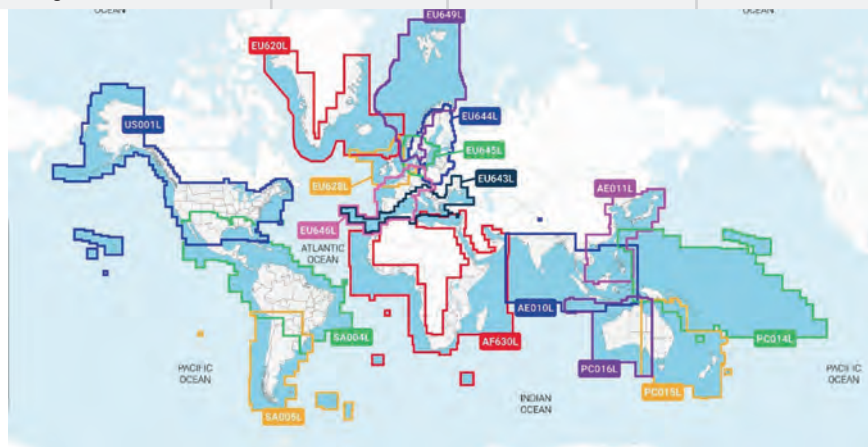 OCEAN
OCEAN
EU649L
EU620L
US001L
EU644L
EU645L
EU628L
EU643L
AE011L
EU646L
ATLANTIC
OCEAN
AE010L
SA004L
AF630L
PC014L
PACIFIC
OCEAN
PC016L
PACIFIC
OCEAN
INDIAN
OCEAN
PC015L
SA005L